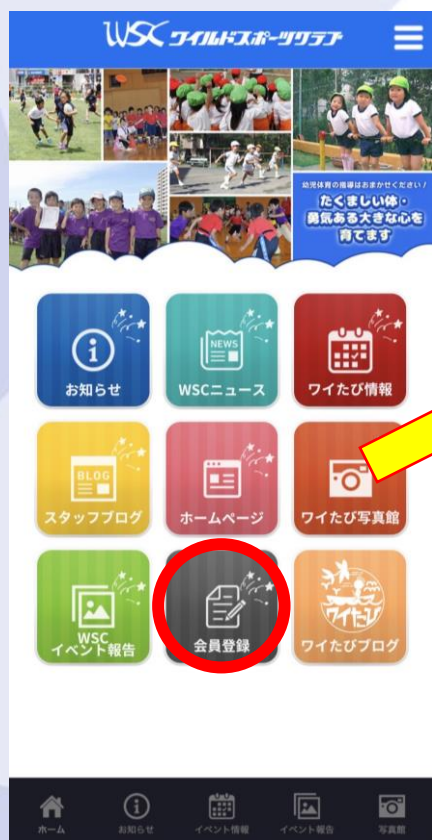 WSC ワイルドスポーツクラブ
幼児体育の指導はおまかせください!
たくましい体・
勇気ある大きな心を
育てます
お知らせ
NEWS
WSCニュース
ワイたび情報
BLOG
スタッフブログ
ホームページ
ワイたび写真館
WSC
イベント報告
会員登録
ワイたび
ワイたびブログ
ホーム
お知らせ
イベント情報
イベント報告
写真館